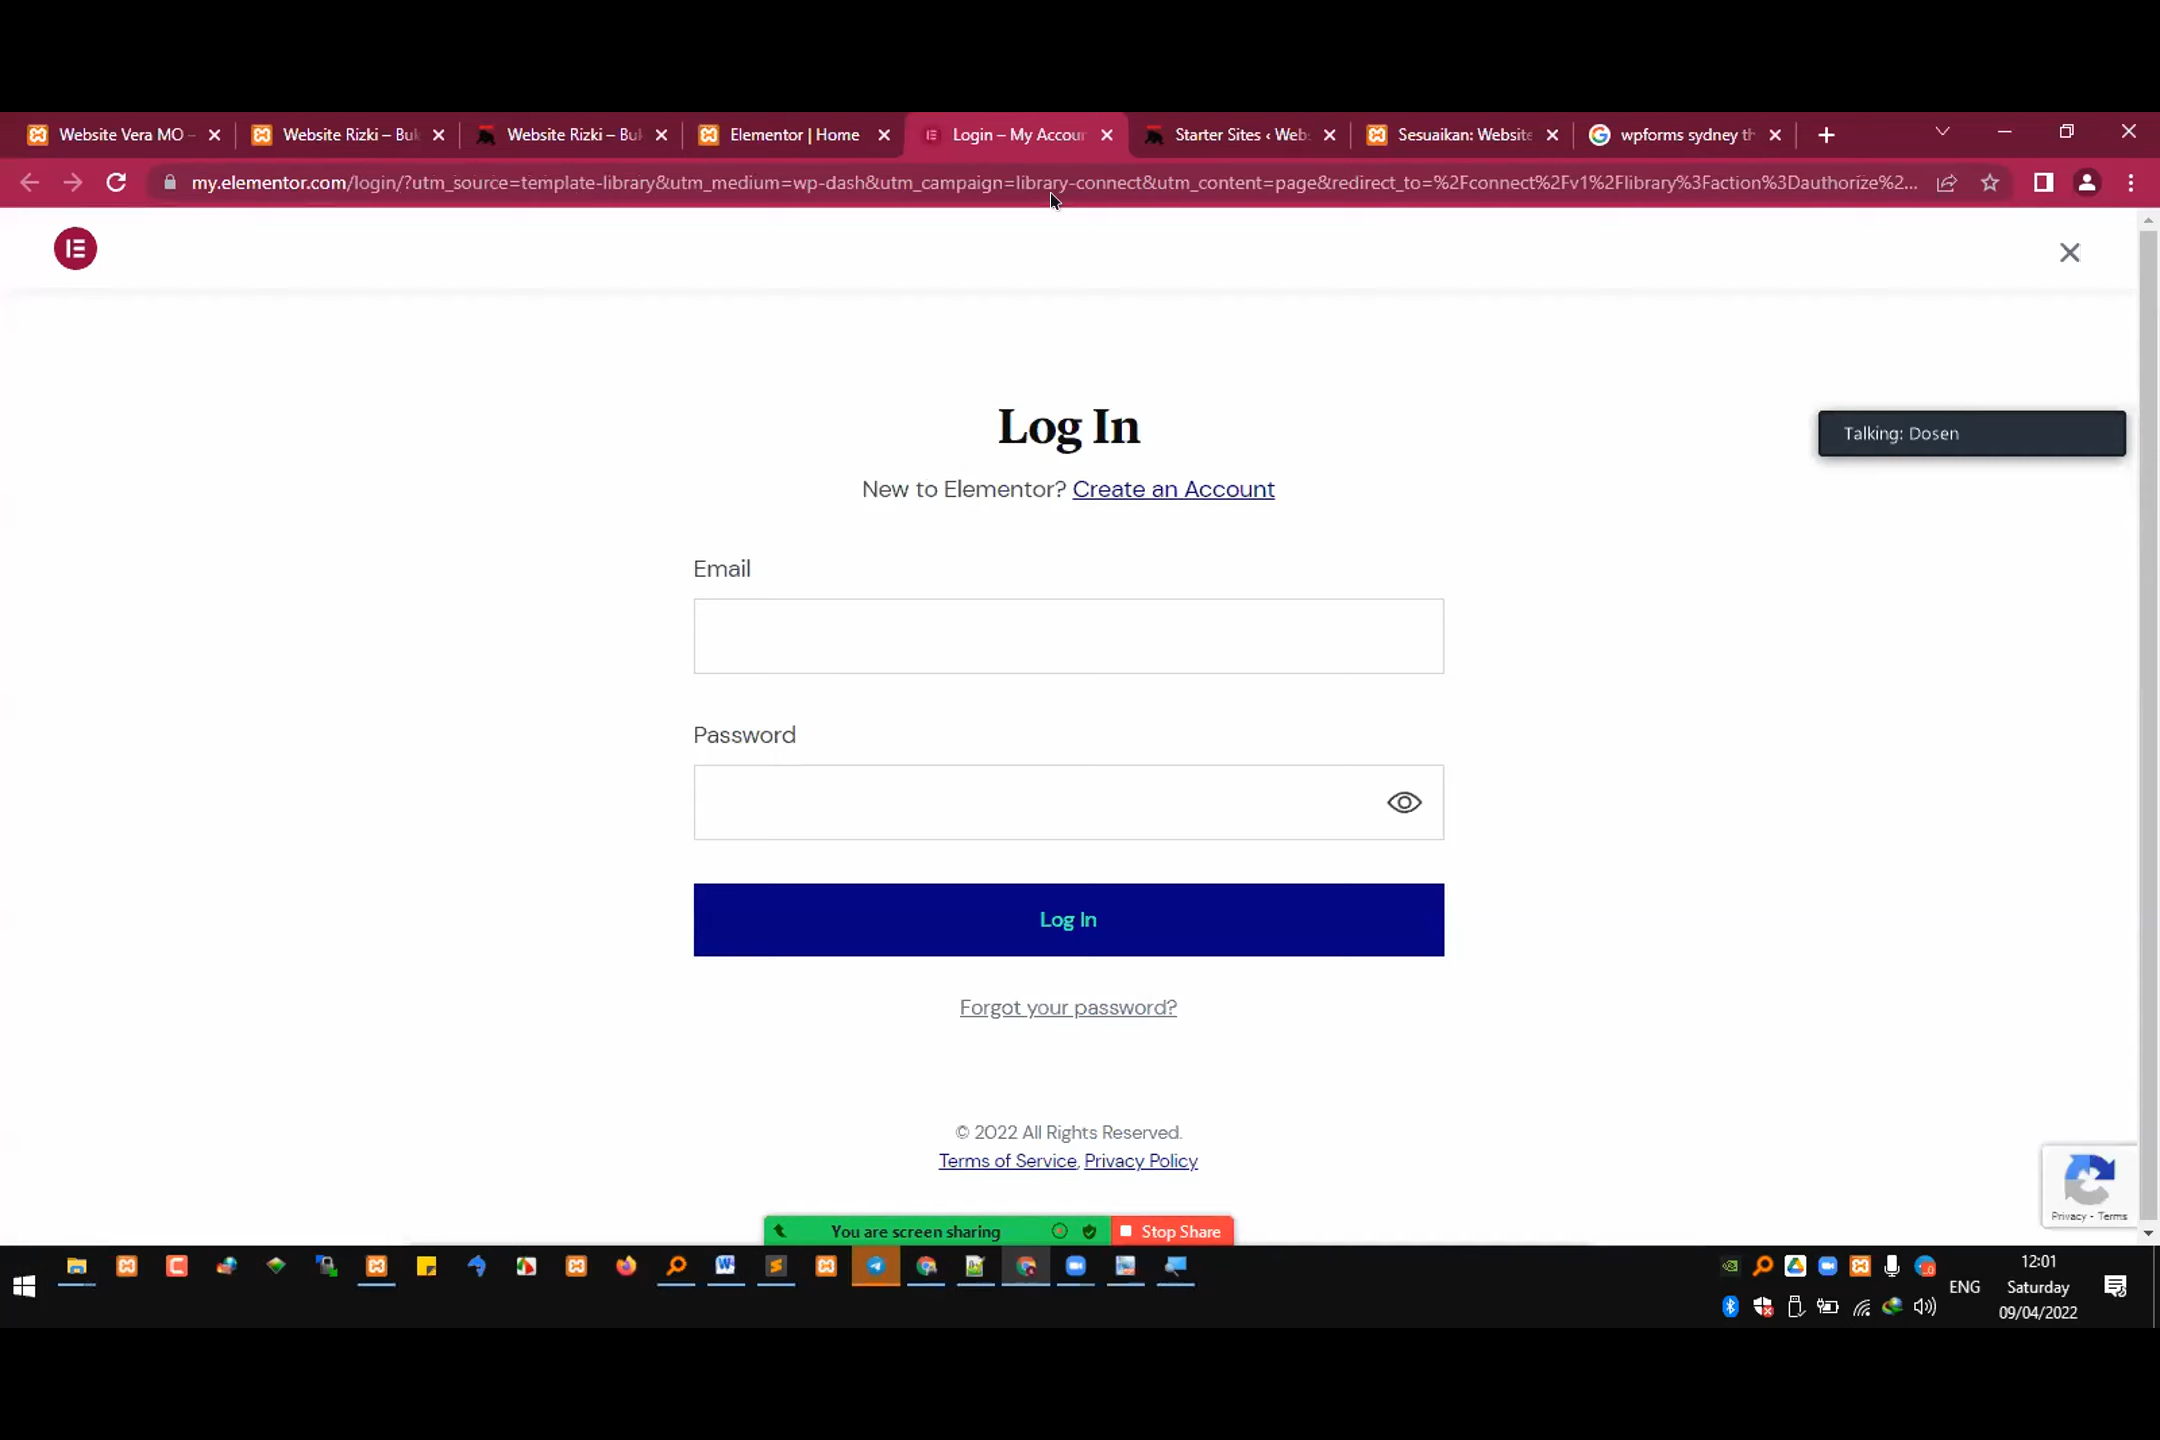 Website Vera MO –
Website Rizki – Buk
Website Rizki – Buk
Elementor | Home
Login – My Accour
Starter Sites ‹ Webs
Sesuaikan: Website
wpforms sydney th
my.elementor.com/login/?utm_source=template-library&utm_medium=wp-dash&utm_campaign=library-connect&utm_content=page&redirect_to=%2Fconnect%2Fv1%2Flibrary%3Faction%3Dauthorize%2...
Log In
Talking: Dosen
New to Elementor? Create an Account
Email
Password
Log In
Forgot your password?
© 2022 All Rights Reserved.
Terms of Service, Privacy Policy
Privacy - Terms
You are screen sharing
Stop Share
ENG
12:01
Saturday
09/04/2022